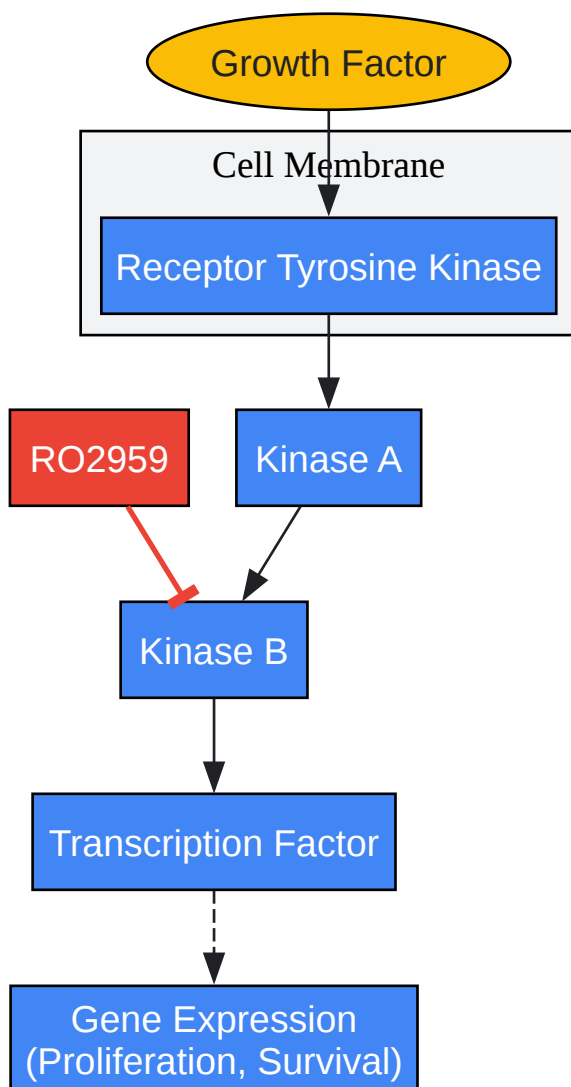 Growth Factor
Cell Membrane
Receptor Tyrosine Kinase
RO2959
Kinase A
Kinase B
Transcription Factor
Gene Expression
(Proliferation, Survival)